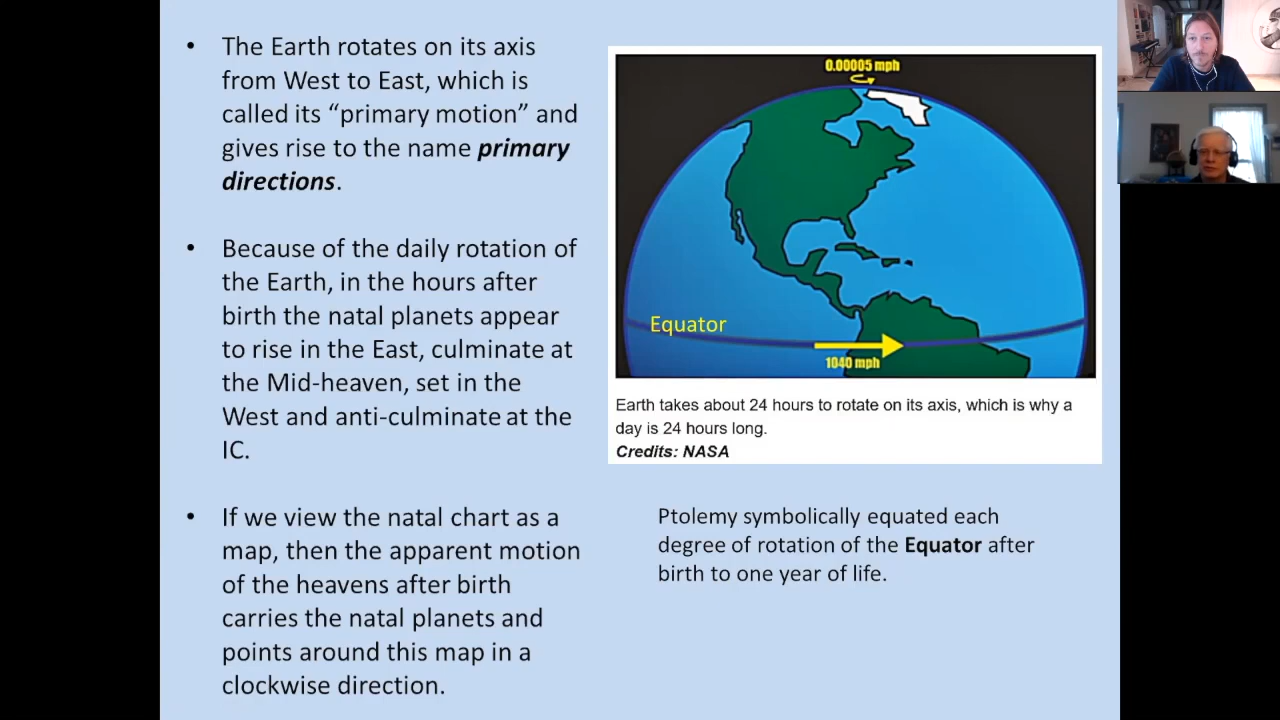 • The Earth rotates on its axis
from West to East, which is
called its “primary motion” and
gives rise to the name primary
directions.
• Because of the daily rotation of
the Earth, in the hours after
birth the natal planets appear
to rise in the East, culminate at
the Mid-heaven, set in the
West and anti-culminate at the
IC.
• If we view the natal chart as a
map, then the apparent motion
of the heavens after birth
carries the natal planets and
points around this map in a
clockwise direction.
0.00005 mph
Equator
1040 mph
Earth takes about 24 hours to rotate on its axis, which is why a
day is 24 hours long.
Credits: NASA
Ptolemy symbolically equated each
degree of rotation of the Equator after
birth to one year of life.